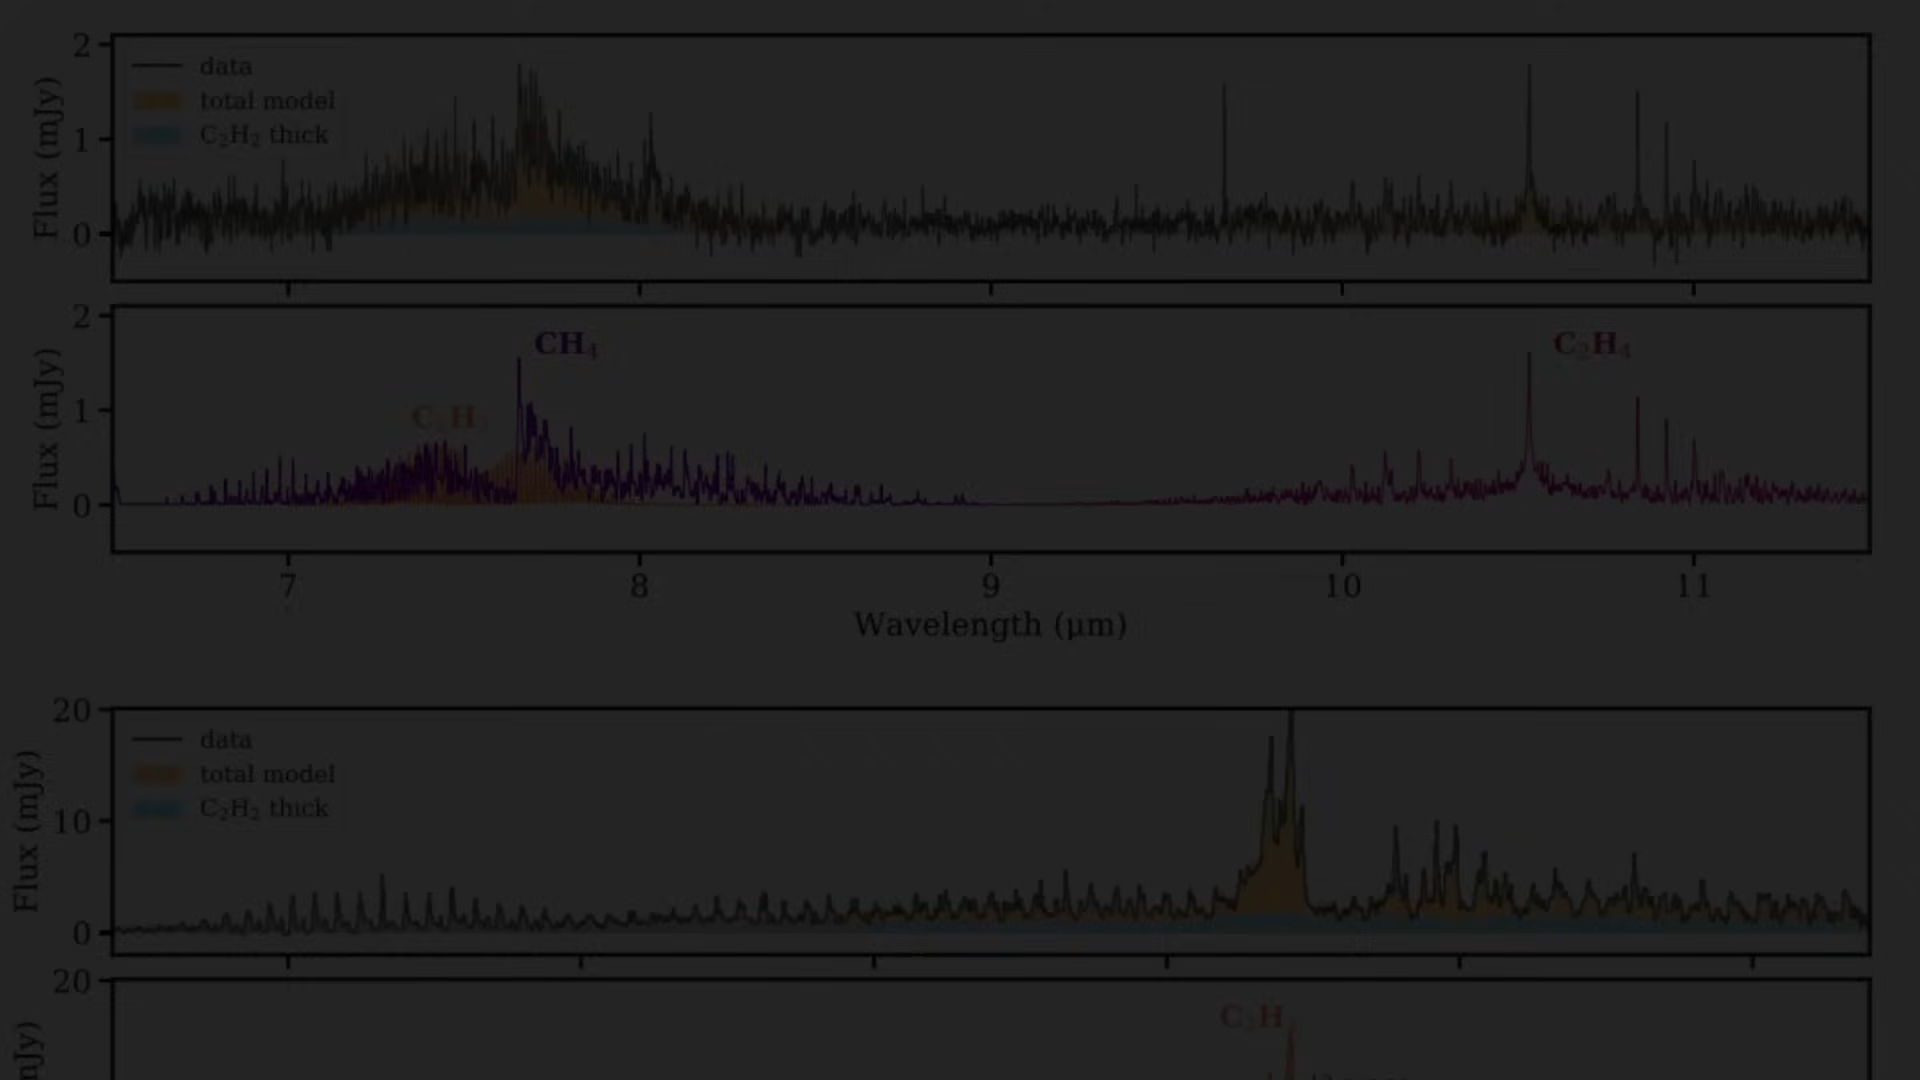 2
data
total model
C₂H₂ thick
1
0
Flux (mJy)
2
CH₄
C₂H₄
1
0
Flux (mJy)
7 8 9 10 11
Wavelength (μm)
20
data
total model
C₂H₂ thick
10
0
Flux (mJy)
20